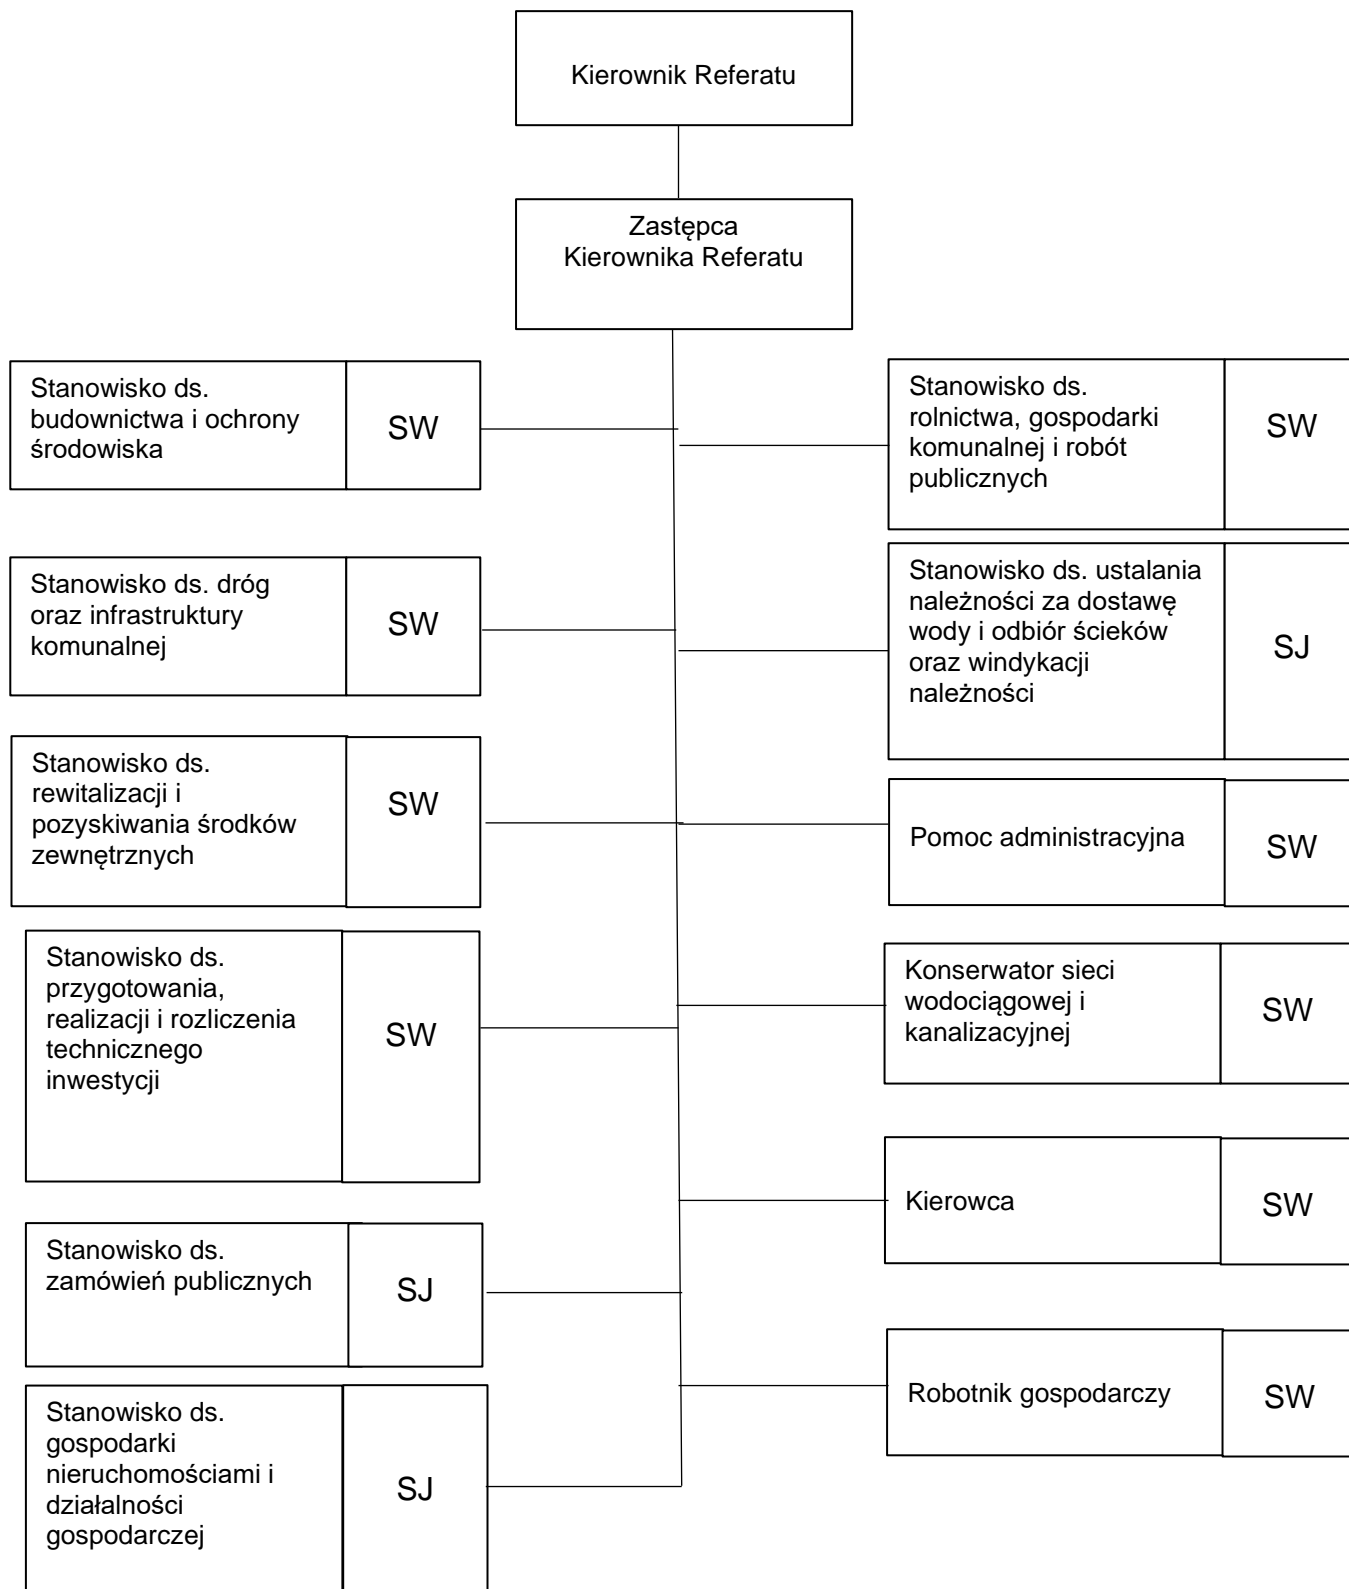 Kierownik Referatu
Zastępca
Kierownika Referatu
Stanowisko ds.
budownictwa i ochrony
środowiska
SW
Stanowisko ds. dróg
oraz infrastruktury
komunalnej
SW
Stanowisko ds.
rewitalizacji i
pozyskiwania środków
zewnętrznych
SW
Stanowisko ds.
przygotowania,
realizacji i rozliczenia
technicznego
inwestycji
SW
Stanowisko ds.
zamówień publicznych
SJ
Stanowisko ds.
gospodarki
nieruchomościami i
działalności
gospodarczej
SJ
Stanowisko ds.
rolnictwa, gospodarki
komunalnej i robót
publicznych
SW
Stanowisko ds. ustalania
należności za dostawę
wody i odbiór ścieków
oraz windykacji
należności
SJ
Pomoc administracyjna
SW
Konserwator sieci
wodociągowej i
kanalizacyjnej
SW
Kierowca
SW
Robotnik gospodarczy
SW